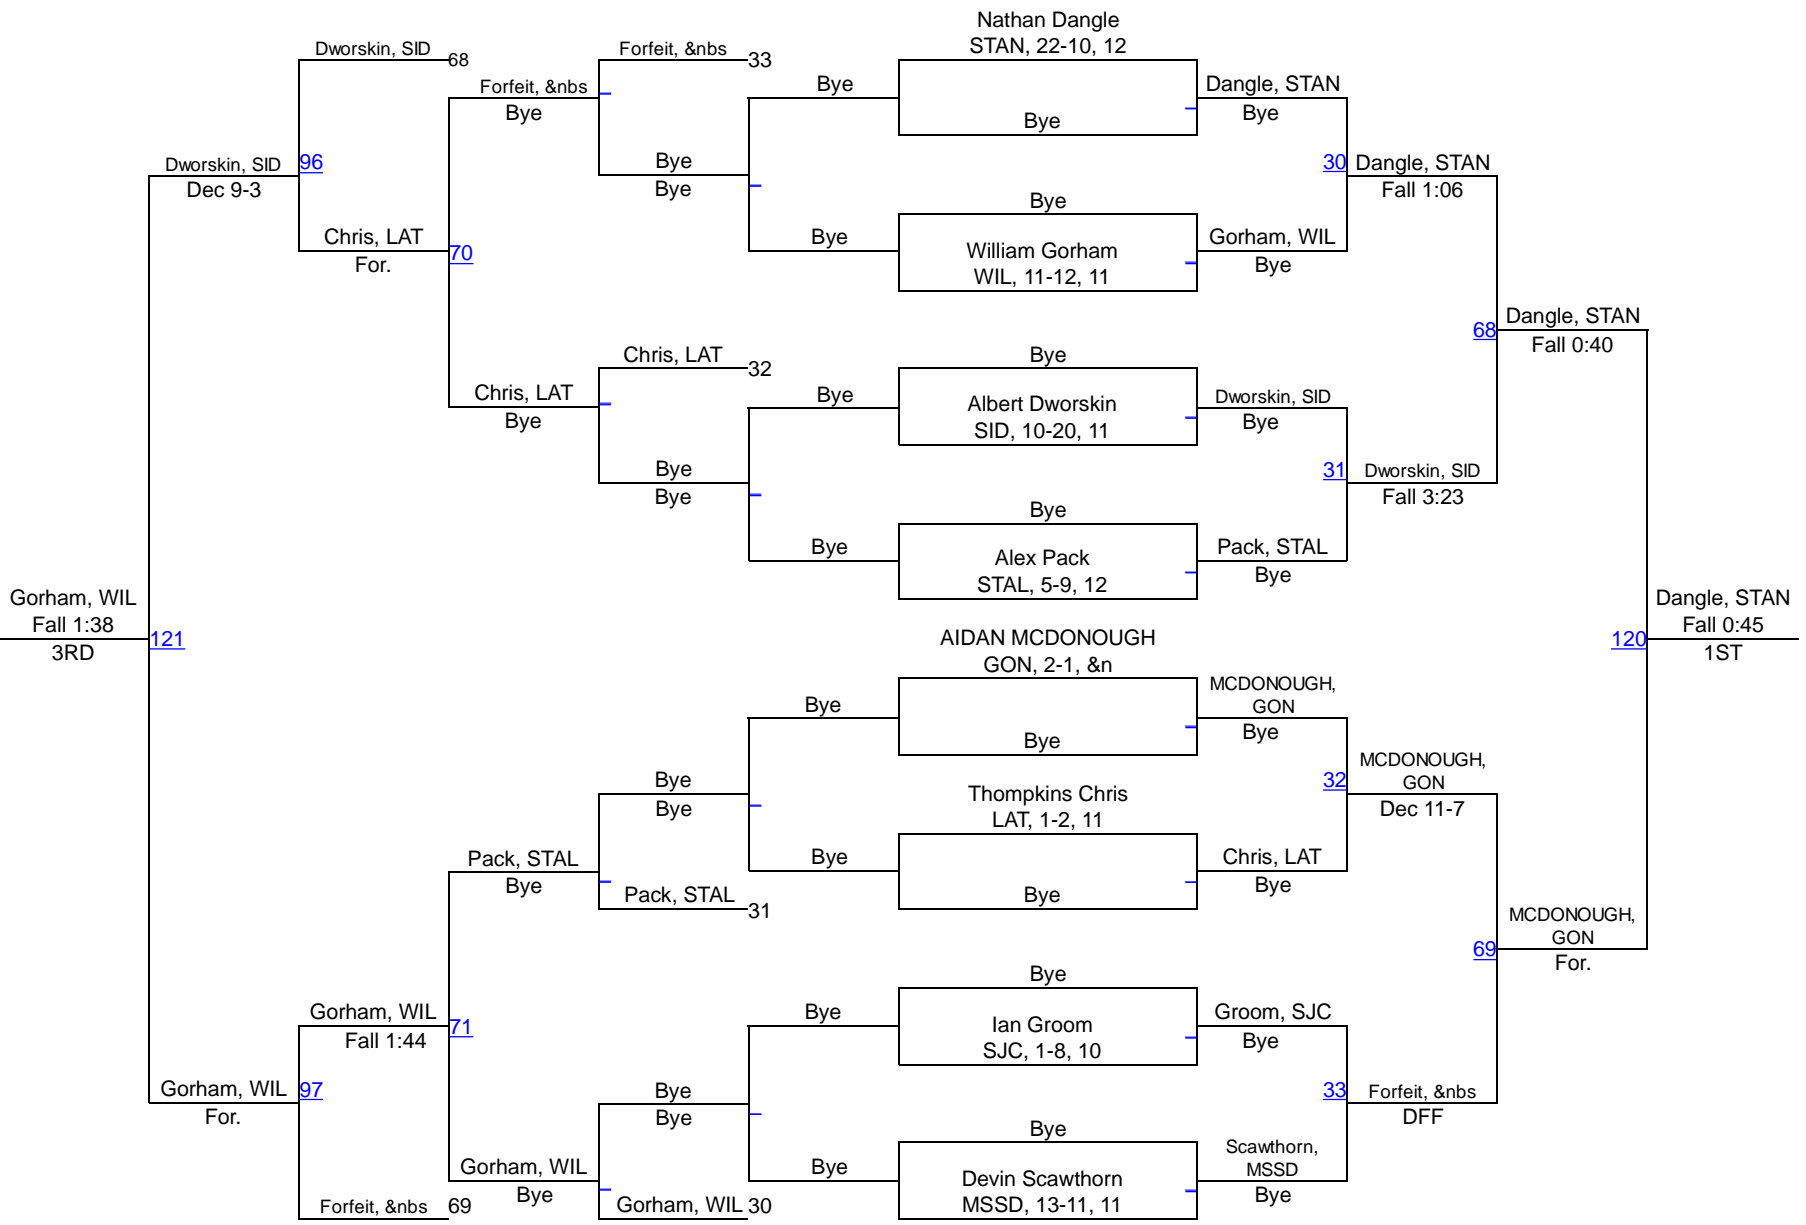 Nathan Dangle
STAN, 22-10, 12
Dworskin, SID
68
Forfeit, &nbs
33
Forfeit, &nbs
Bye
Bye
Dangle, STAN
Bye
Bye
Bye
Dworskin, SID
96
Dec 9-3
Bye
Bye
30
Dangle, STAN
Fall 1:06
Bye
Chris, LAT
For.
70
Bye
William Gorham
WIL, 11-12, 11
Gorham, WIL
Bye
68
Dangle, STAN
Fall 0:40
Chris, LAT
32
Bye
Chris, LAT
Bye
Bye
Albert Dworskin
SID, 10-20, 11
Dworskin, SID
Bye
Bye
Bye
31
Dworskin, SID
Fall 3:23
Bye
Bye
Alex Pack
STAL, 5-9, 12
Pack, STAL
Bye
Gorham, WIL
Fall 1:38
3RD
121
AIDAN MCDONOUGH
GON, 2-1, &n
120
Dangle, STAN
Fall 0:45
1ST
Bye
MCDONOUGH,
GON
Bye
Bye
Bye
Bye
32
MCDONOUGH,
GON
Dec 11-7
Thompkins Chris
LAT, 1-2, 11
Pack, STAL
Bye
Bye
Chris, LAT
Bye
Pack, STAL
31
Bye
69
MCDONOUGH,
GON
For.
Bye
Gorham, WIL
Fall 1:44
71
Bye
Ian Groom
SJC, 1-8, 10
Groom, SJC
Bye
Gorham, WIL
97
For.
Bye
Bye
33
Forfeit, &nbs
DFF
Bye
Gorham, WIL
Bye
Bye
Devin Scawthorn
MSSD, 13-11, 11
Scawthorn,
MSSD
Bye
Forfeit, &nbs
69
Gorham, WIL
30